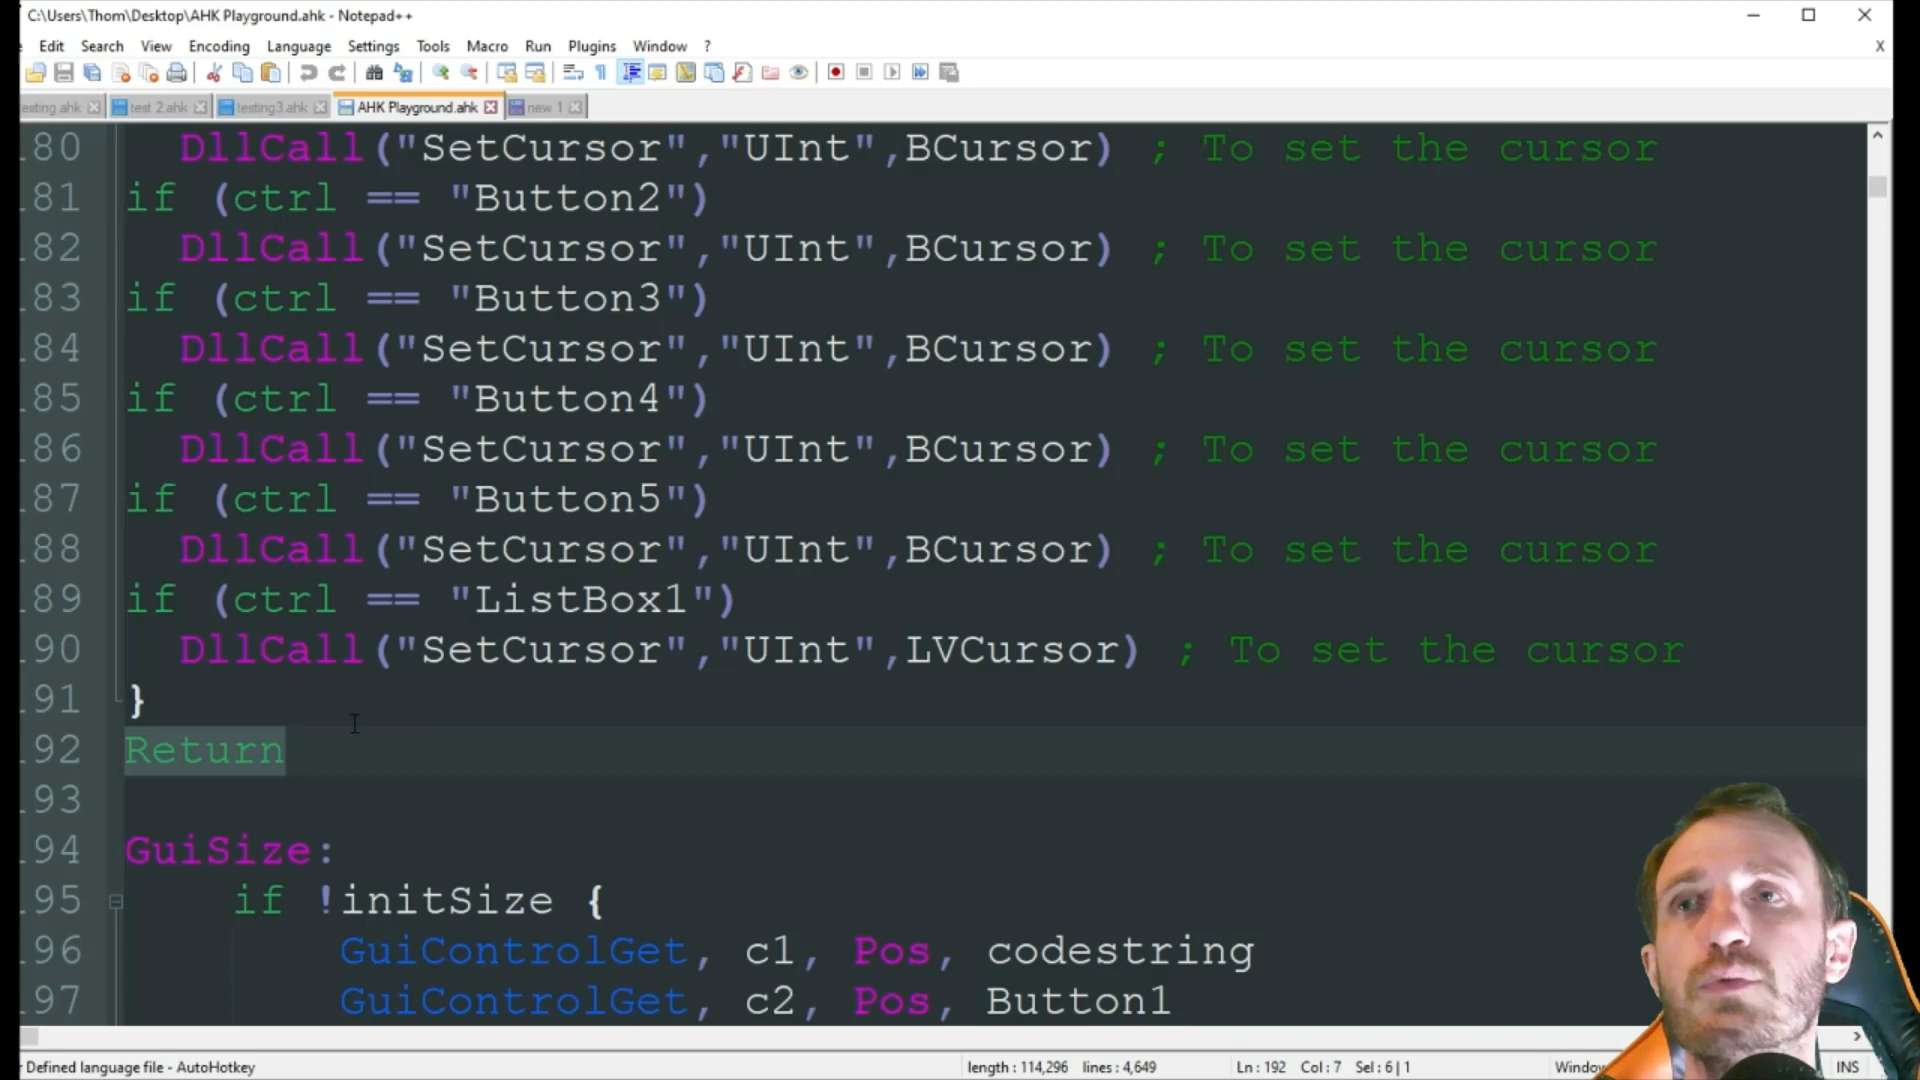 C:\Users\Thom\Desktop\AHK Playground.ahk - Notepad++
Edit Search View Encoding Language Settings Tools Macro Run Plugins Window ? X
esting.ahk test 2.ahk testing3.ahk AHK Playground.ahk new 1
180 DllCall("SetCursor","UInt",BCursor) ; To set the cursor
181 if (ctrl == "Button2")
182 DllCall("SetCursor","UInt",BCursor) ; To set the cursor
183 if (ctrl == "Button3")
184 DllCall("SetCursor","UInt",BCursor) ; To set the cursor
185 if (ctrl == "Button4")
186 DllCall("SetCursor","UInt",BCursor) ; To set the cursor
187 if (ctrl == "Button5")
188 DllCall("SetCursor","UInt",BCursor) ; To set the cursor
189 if (ctrl == "ListBox1")
190 DllCall("SetCursor","UInt",LVCursor) ; To set the cursor
191 }
192 Return
193
194 GuiSize:
195 if !initSize {
196 GuiControlGet, c1, Pos, codestring
197 GuiControlGet, c2, Pos, Button1
Defined language file - AutoHotkey length : 114,296 lines : 4,649 Ln : 192 Col : 7 Sel : 6 | 1 Window INS